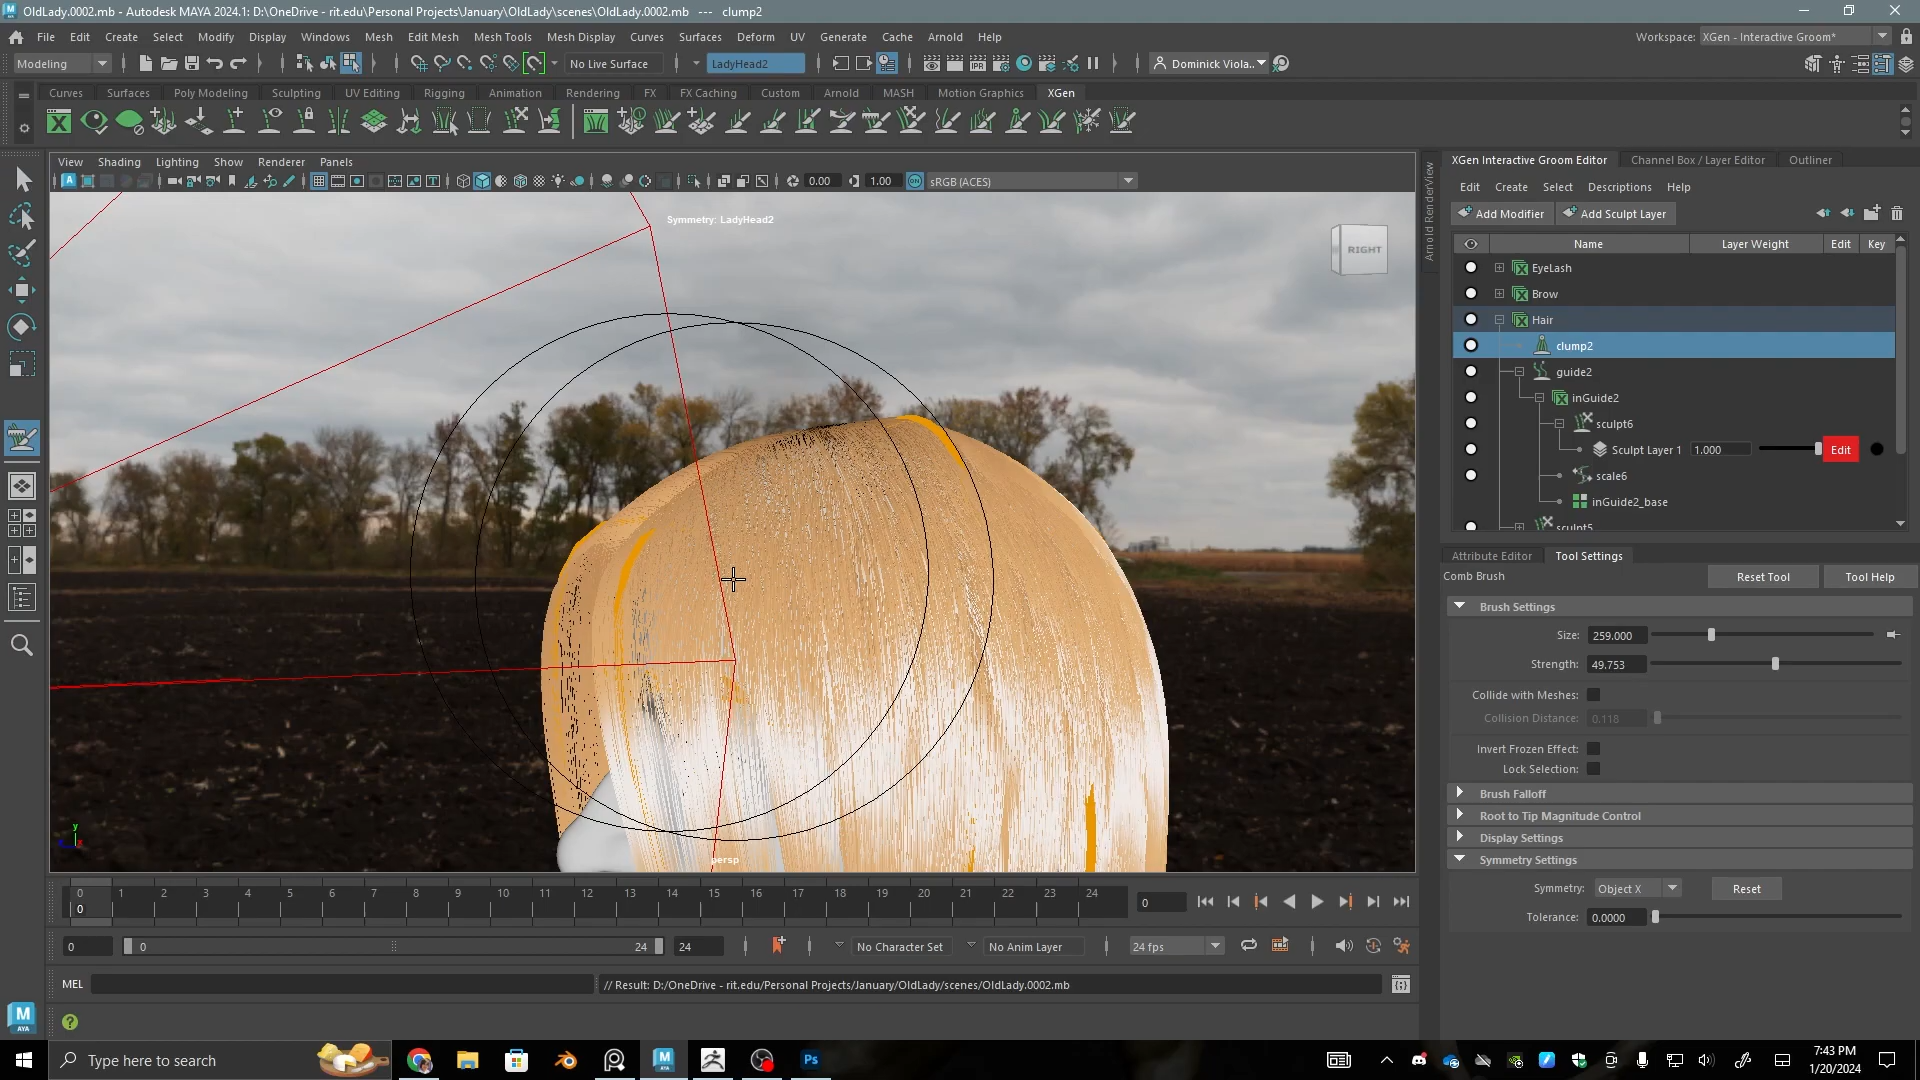 OldLady.0002.mb - Autodesk MAYA 2024.1: D:\OneDrive - rit.edu\Personal Projects\January\OldLady\scenes\OldLady.0002.mb --- clump2
File Edit Create Select Modify Display Windows Mesh Edit Mesh Mesh Tools Mesh Display Curves Surfaces Deform UV Generate Cache Arnold Help
Workspace: XGen - Interactive Groom*
Modeling No Live Surface LadyHead2 Dominick Viola..
Curves Surfaces Poly Modeling Sculpting UV Editing Rigging Animation Rendering FX FX Caching Custom Arnold MASH Motion Graphics XGen
View Shading Lighting Show Renderer Panels
0.00 1.00 sRGB (ACES)
Symmetry: LadyHead2
RIGHT
y
persp
Arnold RenderView
XGen Interactive Groom Editor Channel Box / Layer Editor Outliner
Edit Create Select Descriptions Help
Add Modifier Add Sculpt Layer
Name Layer Weight Edit Key
EyeLash
Brow
Hair
clump2
guide2
inGuide2
sculpt6
Sculpt Layer 1 1.000 Edit
scale6
inGuide2_base
sculpt5
Attribute Editor Tool Settings
Comb Brush Reset Tool Tool Help
Brush Settings
Size: 259.000
Strength: 49.753
Collide with Meshes:
Collision Distance: 0.118
Invert Frozen Effect:
Lock Selection:
Brush Falloff
Root to Tip Magnitude Control
Display Settings
Symmetry Settings
Symmetry: Object X Reset
Tolerance: 0.0000
0 1 2 3 4 5 6 7 8 9 10 11 12 13 14 15 16 17 18 19 20 21 22 23 24
0 0
0 0 24 24 No Character Set No Anim Layer 24 fps
MEL // Result: D:/OneDrive - rit.edu/Personal Projects/January/OldLady/scenes/OldLady.0002.mb
M
AYA
Type here to search
Ps
7:43 PM
1/20/2024